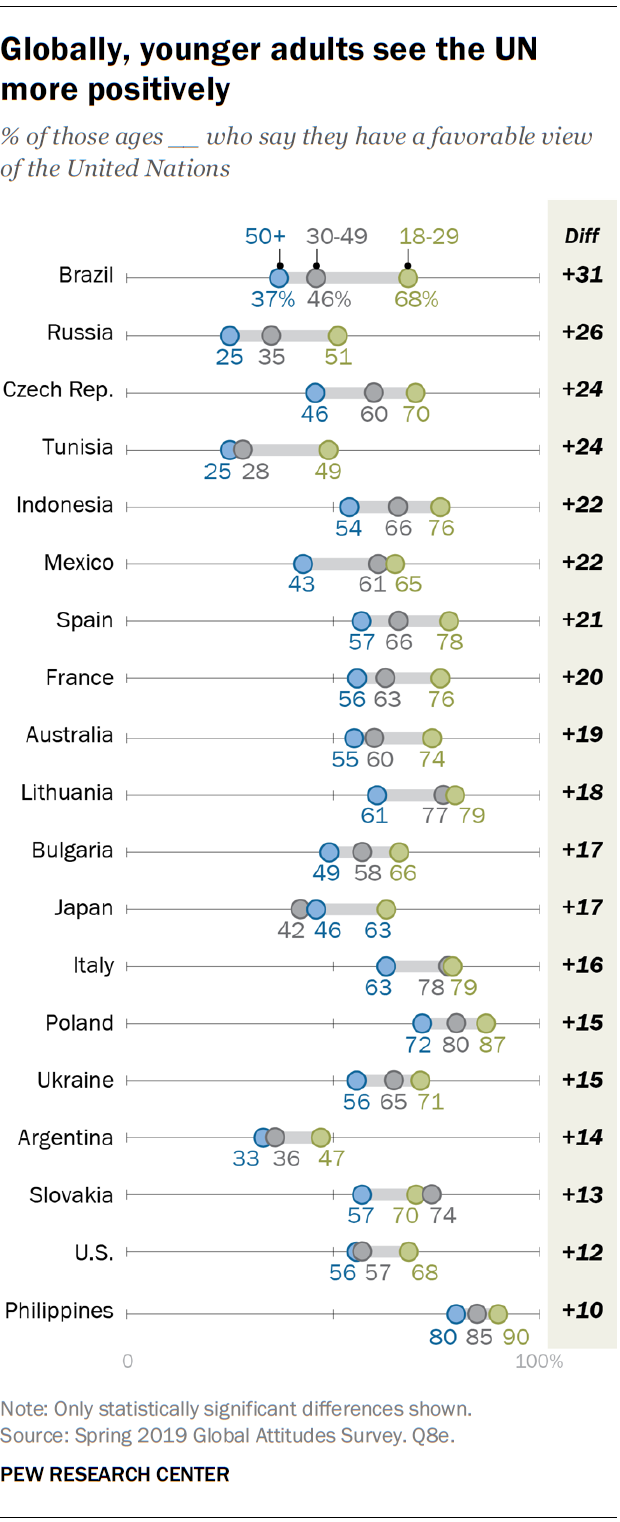 Globally, younger adults see the UN
more positively
% of those ages __ who say they have a favorable view
of the United Nations
50+ 30-49 18-29 Diff
Brazil 37% 46% 68% +31
Russia 25 35 51 +26
Czech Rep. 46 60 70 +24
Tunisia 25 28 49 +24
Indonesia 54 66 76 +22
Mexico 43 61 65 +22
Spain 57 66 78 +21
France 56 63 76 +20
Australia 55 60 74 +19
Lithuania 61 77 79 +18
Bulgaria 49 58 66 +17
Japan 42 46 63 +17
Italy 63 78 79 +16
Poland 72 80 87 +15
Ukraine 56 65 71 +15
Argentina 33 36 47 +14
Slovakia 57 70 74 +13
U.S. 56 57 68 +12
Philippines 80 85 90 +10
0 100%
Note: Only statistically significant differences shown.
Source: Spring 2019 Global Attitudes Survey. Q8e.
PEW RESEARCH CENTER